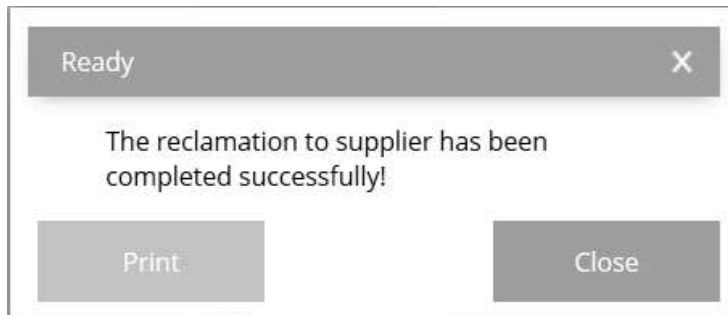 Ready
The reclamation to supplier has been
completed successfully!
Print
Close